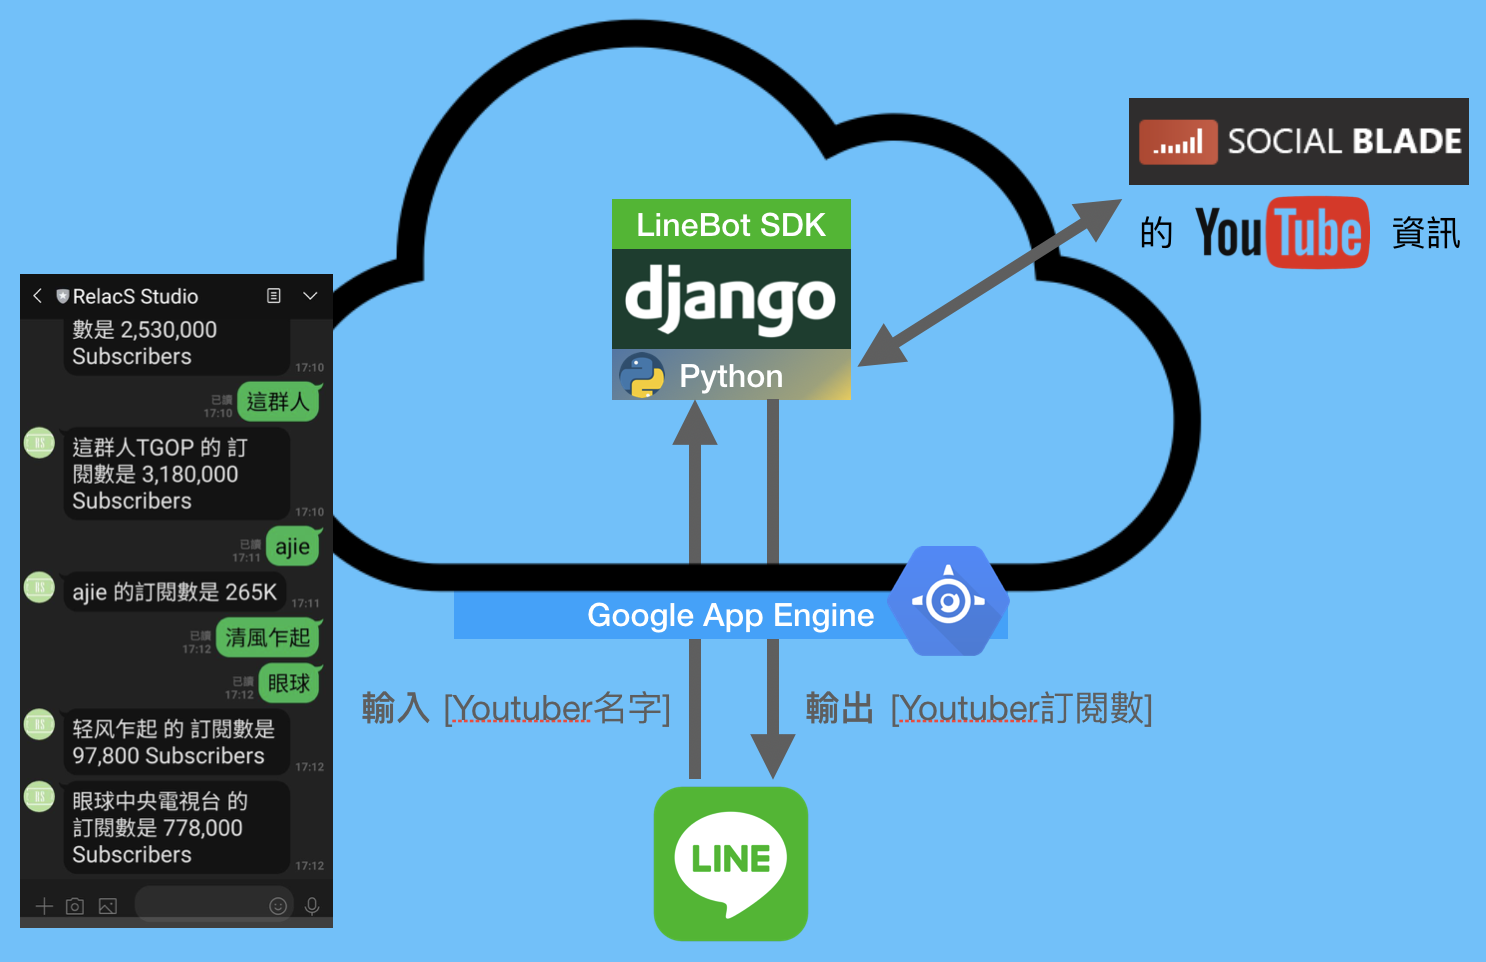 SOCIAL BLADE
的 YouTube 資訊
LineBot SDK
django
Python
Google App Engine
輸入 [Youtuber名字]
輸出 [Youtuber訂閱數]
LINE
RelacS Studio
數是 2,530,000
Subscribers
17:10
已讀
17:10
這群人
RS
這群人TGOP 的 訂
閱數是 3,180,000
Subscribers
17:10
已讀
17:11
ajie
RS
ajie 的訂閱數是 265K
17:11
已讀
17:12
清風乍起
已讀
17:12
眼球
RS
轻风乍起 的 訂閱數是
97,800 Subscribers
17:12
RS
眼球中央電視台 的
訂閱數是 778,000
Subscribers
17:12